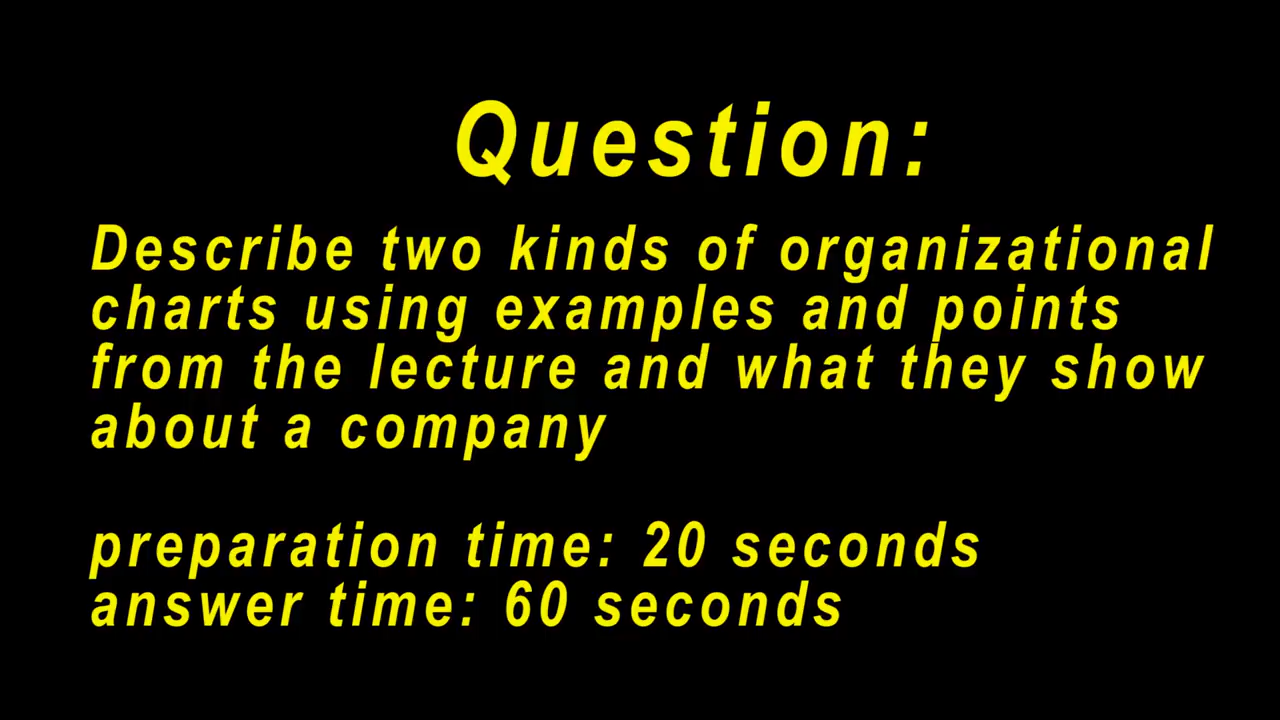 Question:
Describe two kinds of organizational
charts using examples and points
from the lecture and what they show
about a company
preparation time: 20 seconds
answer time: 60 seconds